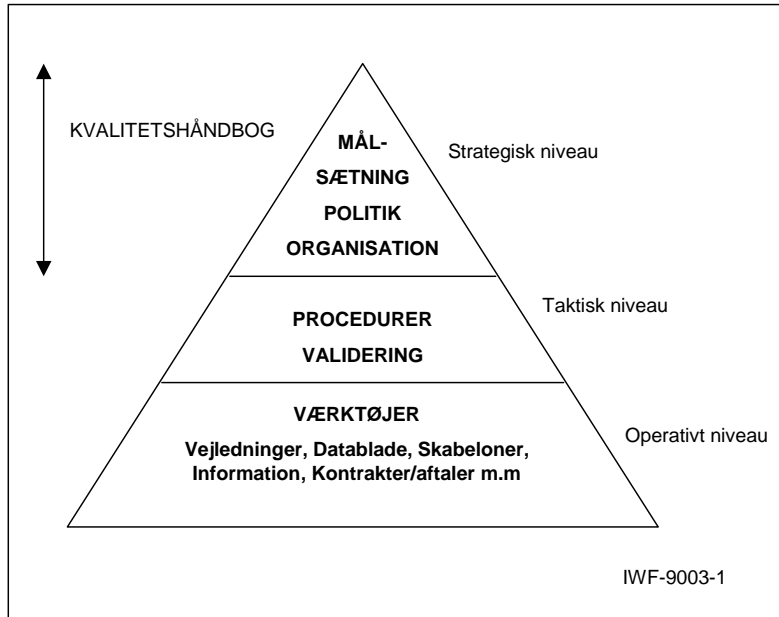 KVALITETSHÅNDBOG
MÅL-
SÆTNING
POLITIK
ORGANISATION
Strategisk niveau
PROCEDURER
VALIDERING
Taktisk niveau
VÆRKTØJER
Vejledninger, Datablade, Skabeloner,
Information, Kontrakter/aftaler m.m
Operativt niveau
IWF-9003-1